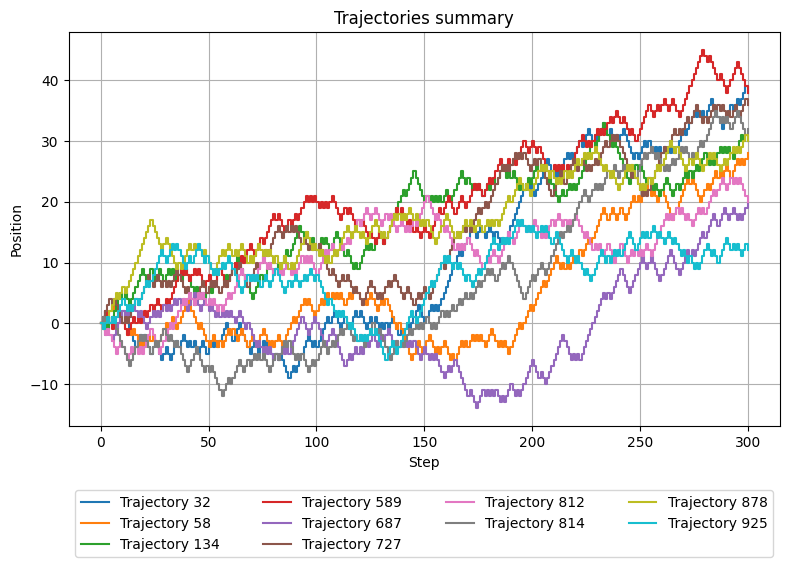 Trajectories summary
40
30
20
10
0
−10
Position
0 50 100 150 200 250 300
Step
Trajectory 32 Trajectory 589 Trajectory 812 Trajectory 878
Trajectory 58 Trajectory 687 Trajectory 814 Trajectory 925
Trajectory 134 Trajectory 727